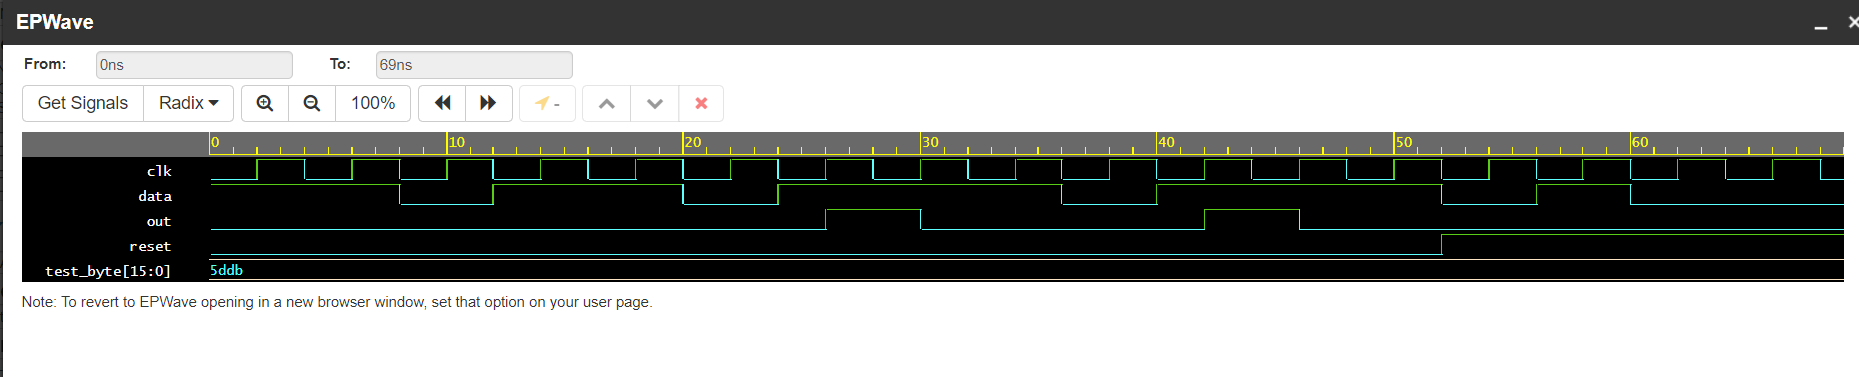 EPWave
From: 0ns To: 69ns
Get Signals Radix 100% -
0 10 20 30 40 50 60
clk
data
out
reset
test_byte[15:0] 5ddb
Note: To revert to EPWave opening in a new browser window, set that option on your user page.